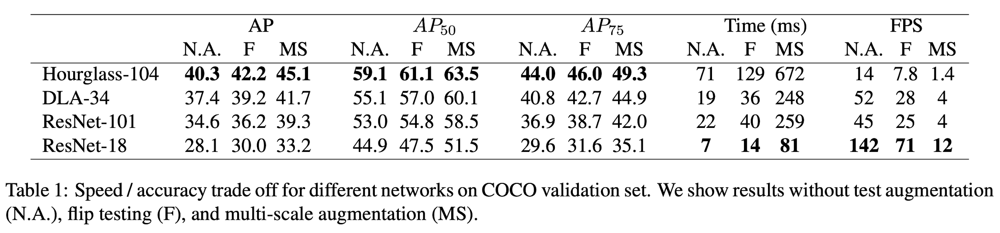 AP AP50 AP75 Time (ms) FPS
N.A. F MS N.A. F MS N.A. F MS N.A. F MS N.A. F MS
Hourglass-104 40.3 42.2 45.1 59.1 61.1 63.5 44.0 46.0 49.3 71 129 672 14 7.8 1.4
DLA-34 37.4 39.2 41.7 55.1 57.0 60.1 40.8 42.7 44.9 19 36 248 52 28 4
ResNet-101 34.6 36.2 39.3 53.0 54.8 58.5 36.9 38.7 42.0 22 40 259 45 25 4
ResNet-18 28.1 30.0 33.2 44.9 47.5 51.5 29.6 31.6 35.1 7 14 81 142 71 12
Table 1: Speed / accuracy trade off for different networks on COCO validation set. We show results without test augmentation
(N.A.), flip testing (F), and multi-scale augmentation (MS).